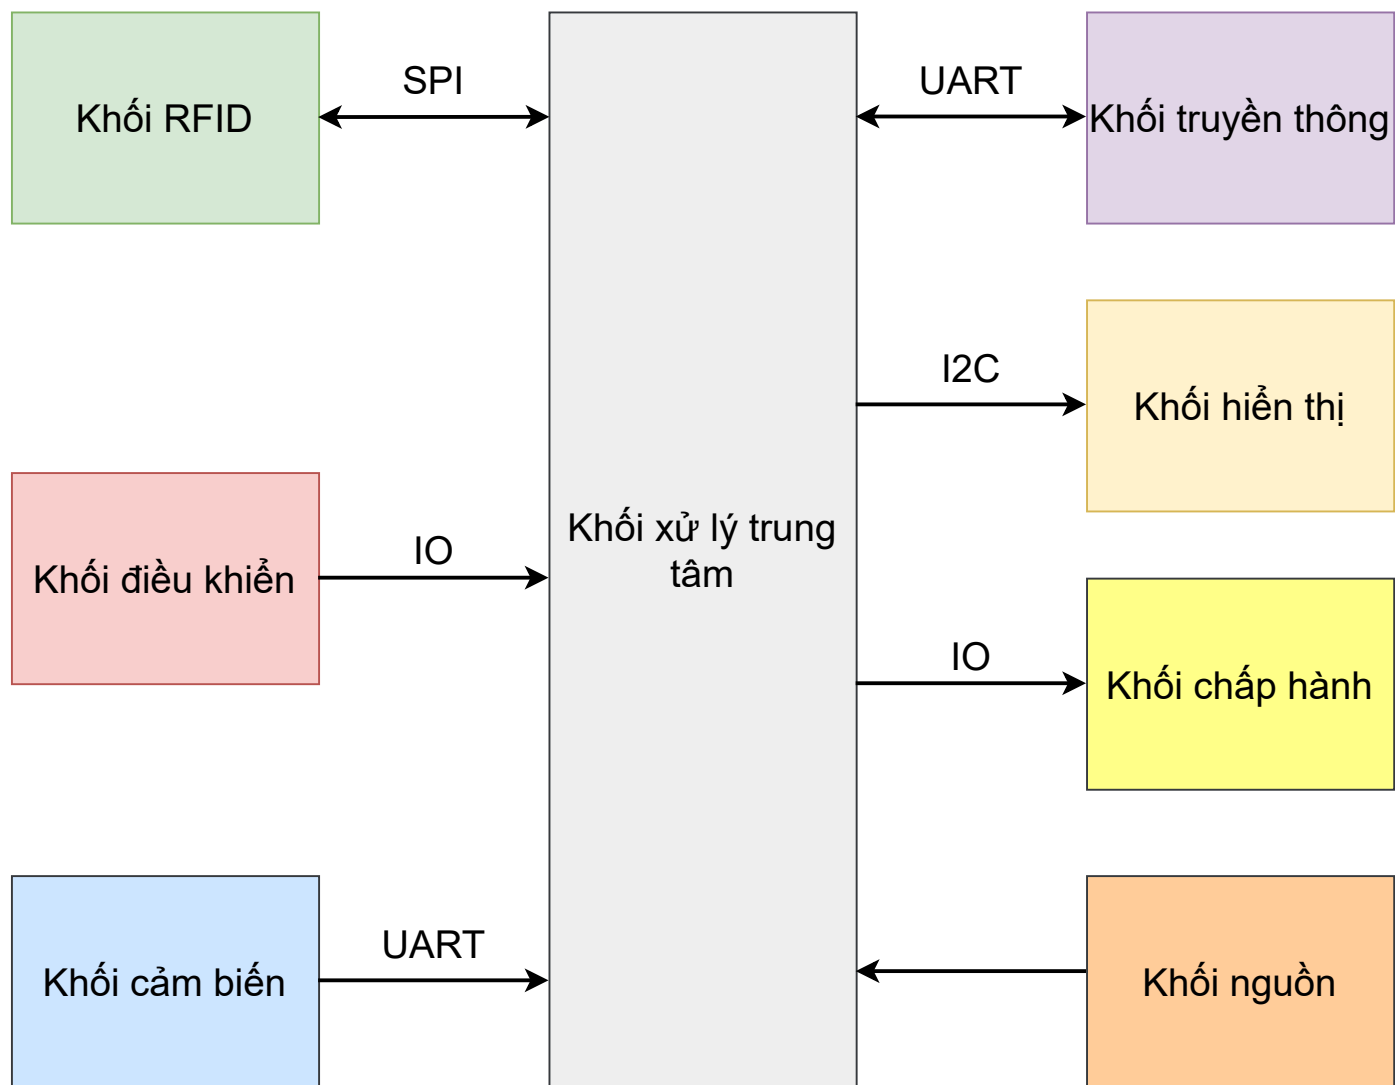 Khối RFID
SPI
UART
Khối truyền thông
I2C
Khối hiển thị
Khối điều khiển
IO
Khối xử lý trung
tâm
IO
Khối chấp hành
Khối cảm biến
UART
Khối nguồn